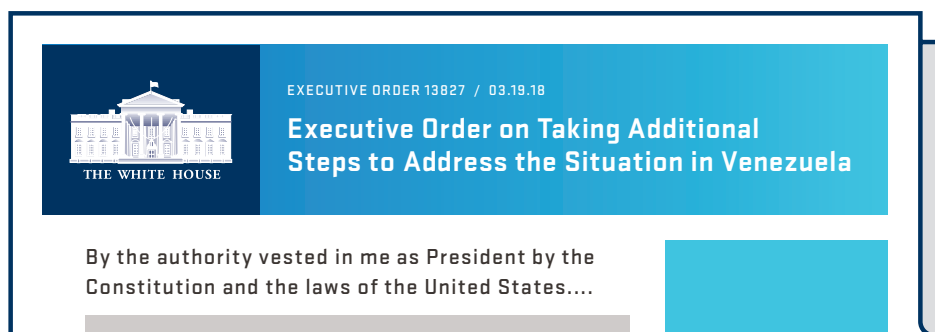 EXECUTIVE ORDER 13827 / 03.19.18
Executive Order on Taking Additional
Steps to Address the Situation in Venezuela
THE WHITE HOUSE
By the authority vested in me as President by the
Constitution and the laws of the United States....